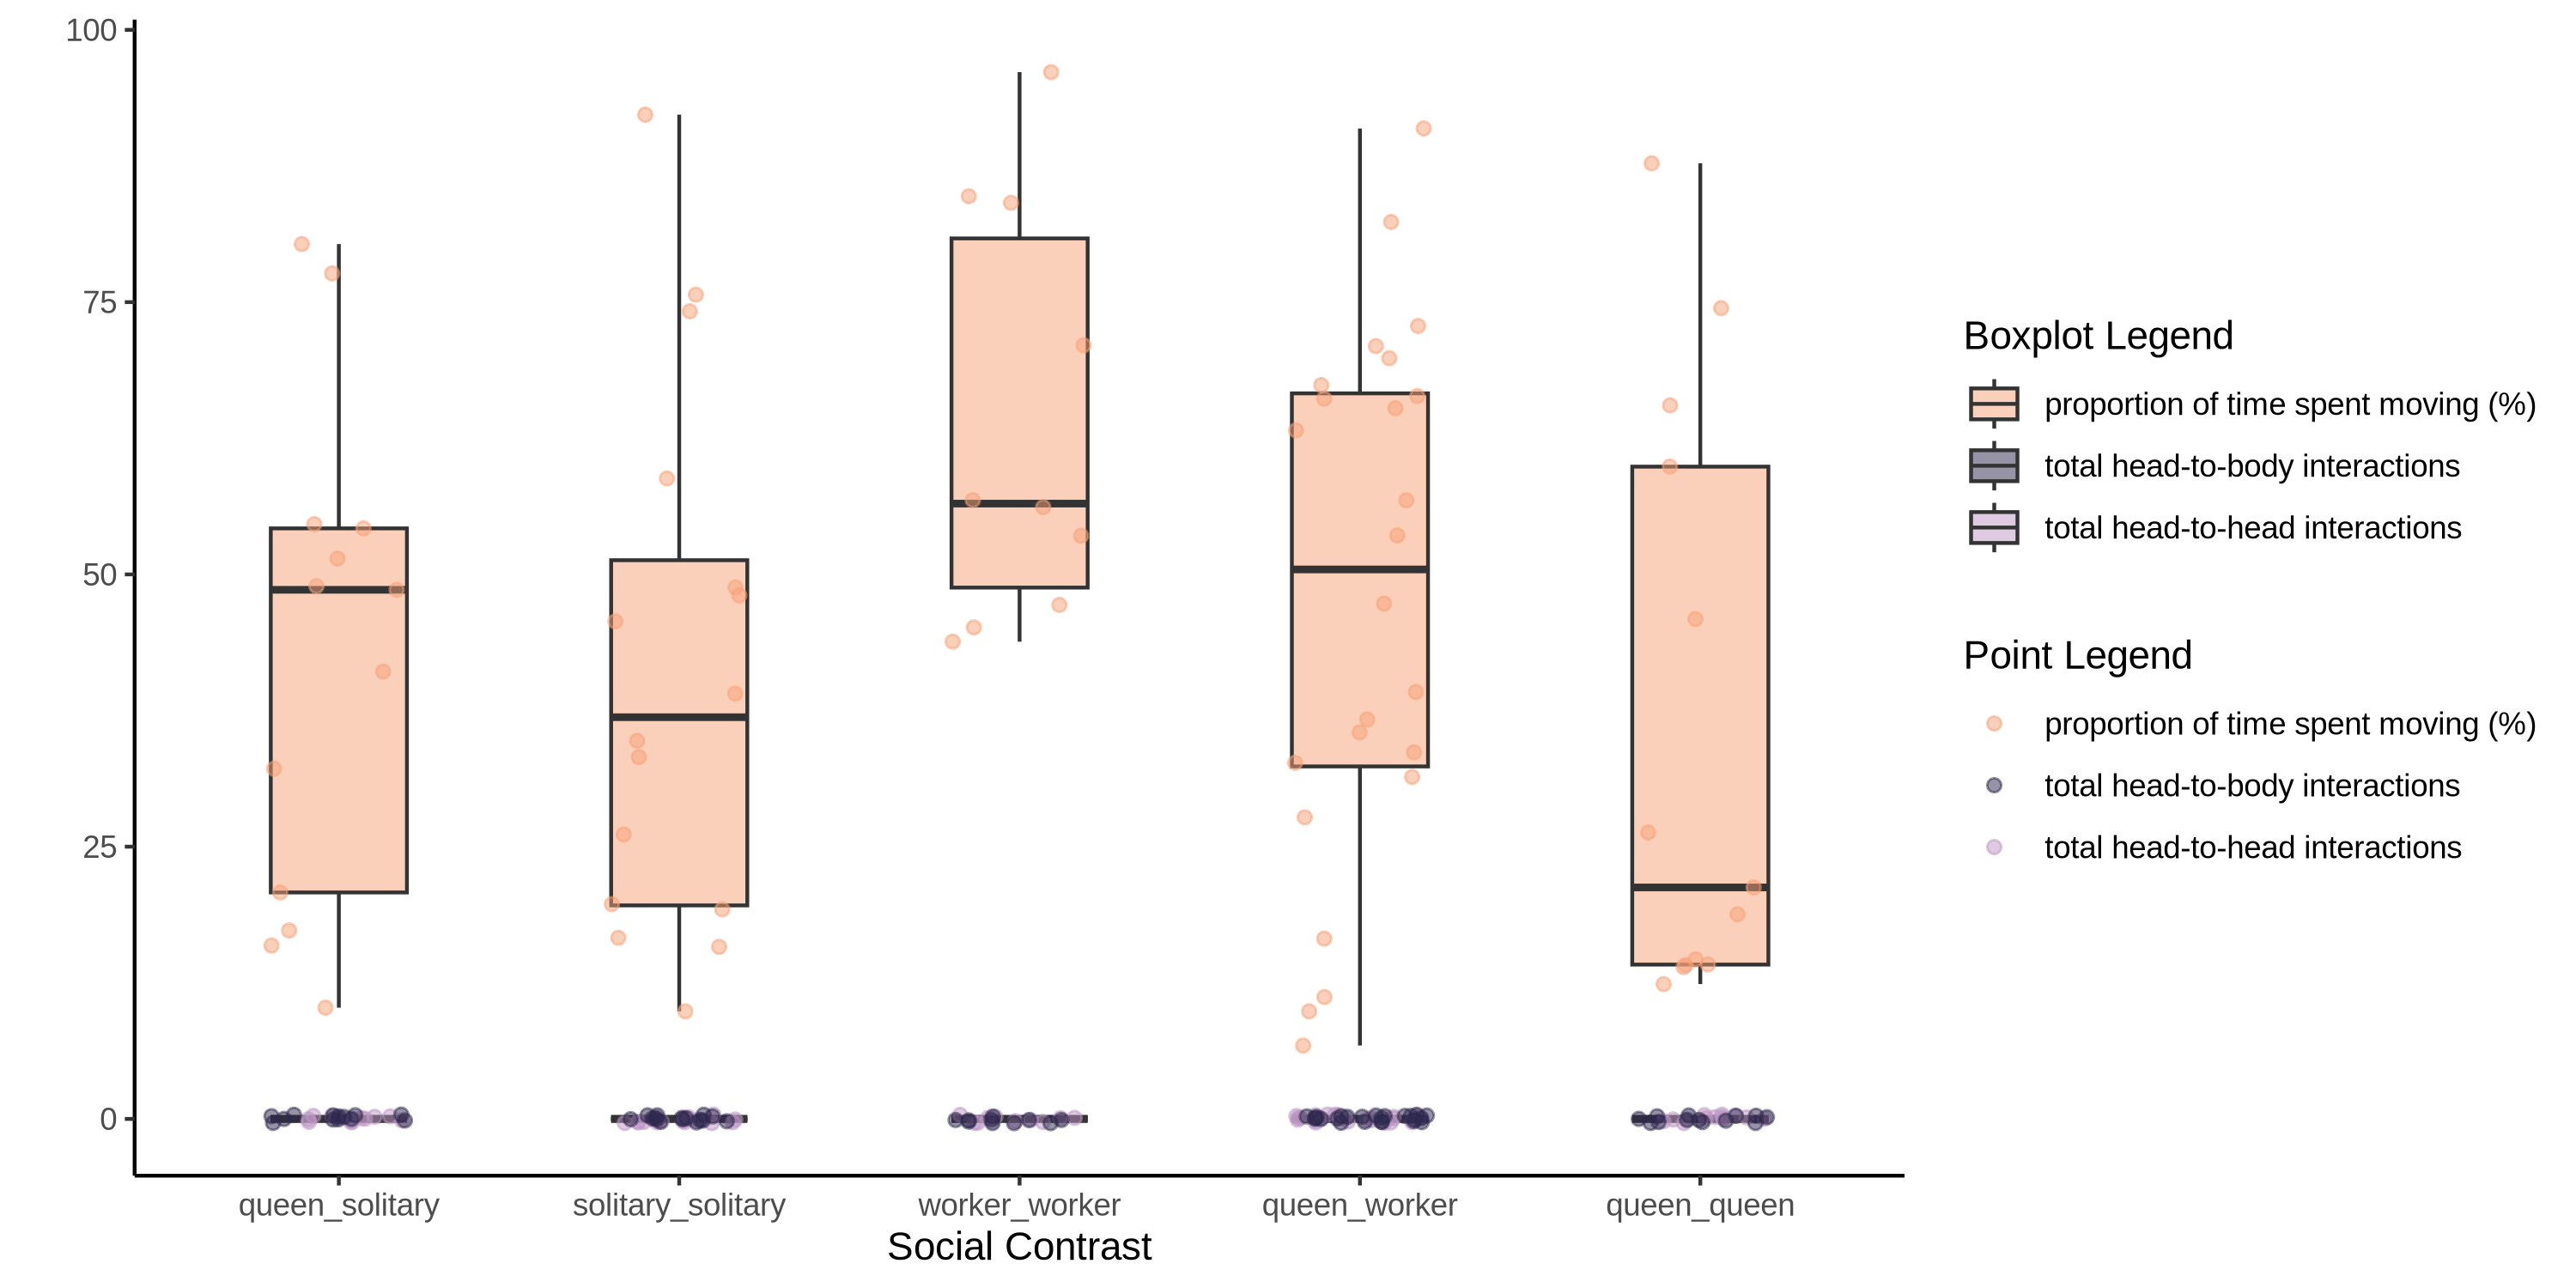 100
75
50
25
0
queen_solitary
solitary_solitary
worker_worker
queen_worker
queen_queen
Social Contrast
Boxplot Legend
proportion of time spent moving (%)
total head-to-body interactions
total head-to-head interactions
Point Legend
proportion of time spent moving (%)
total head-to-body interactions
total head-to-head interactions